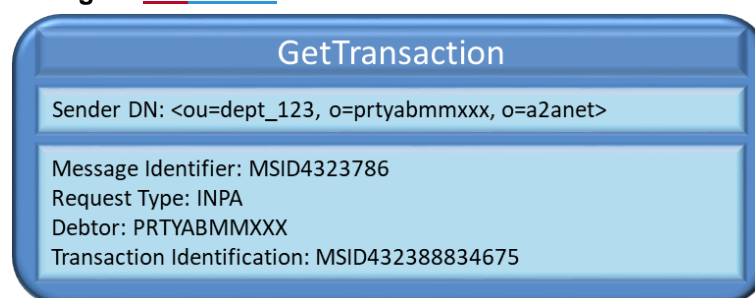 GetTransaction
Sender DN: <ou=dept_123, o=prtyabmmxxx, o=a2anet>
Message Identifier: MSID4323786
Request Type: INPA
Debtor: PRTYABMMXXX
Transaction Identification: MSID432388834675